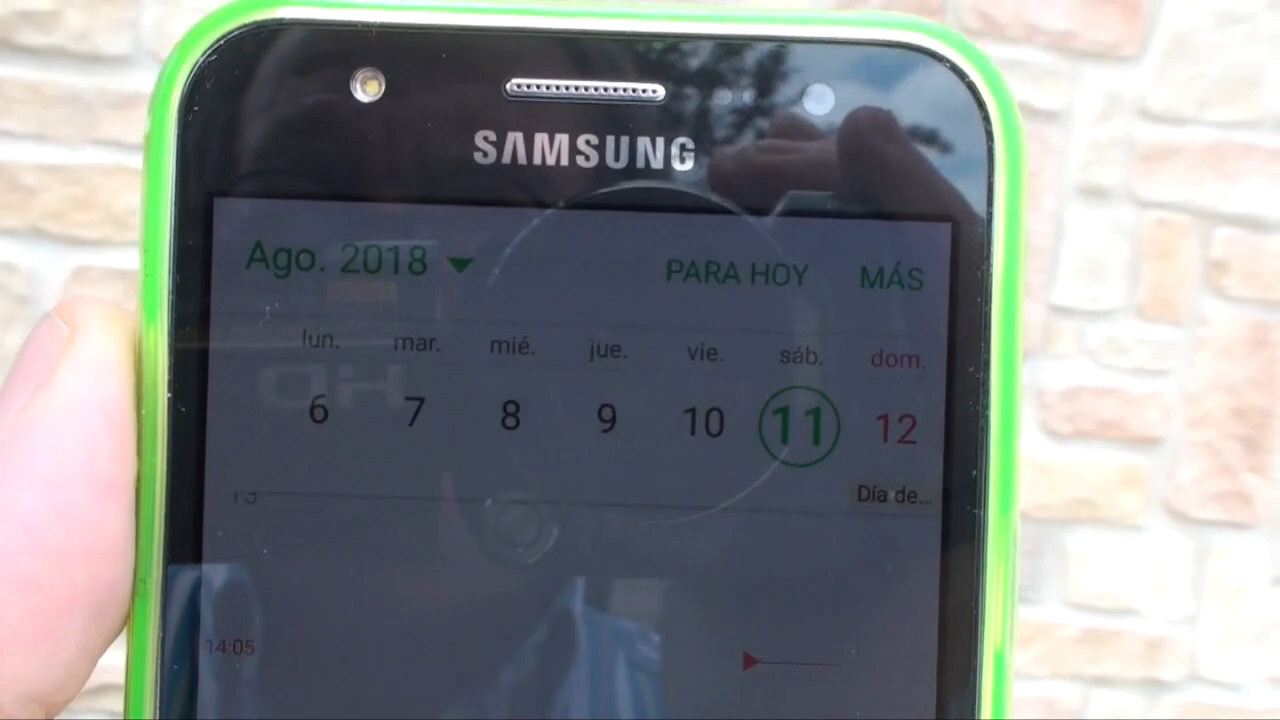 SAMSUNG
Ago. 2018 PARA HOY MÁS
lun. mar. mié. jue. vie. sáb. dom.
6 7 8 9 10 11 12
Día de...
14:05